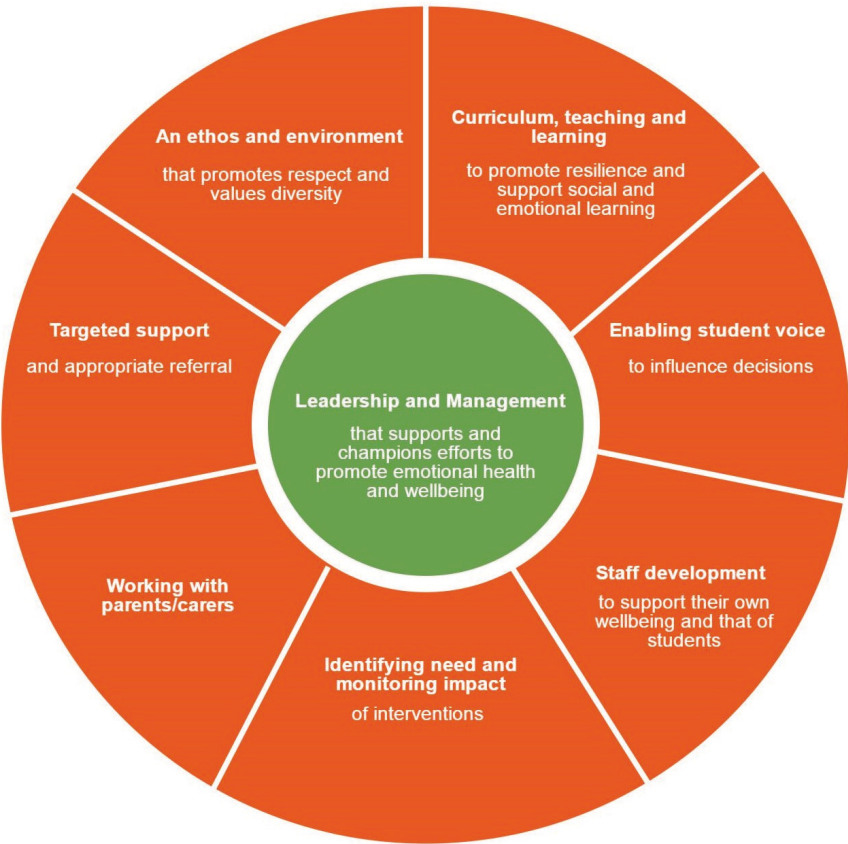 An ethos and environment
that promotes respect and
values diversity
Curriculum, teaching and
learning
to promote resilience and
support social and
emotional learning
Enabling student voice
to influence decisions
Staff development
to support their own
wellbeing and that of
students
Identifying need and
monitoring impact
of interventions
Working with
parents/carers
Targeted support
and appropriate referral
Leadership and Management
that supports and
champions efforts to
promote emotional health
and wellbeing